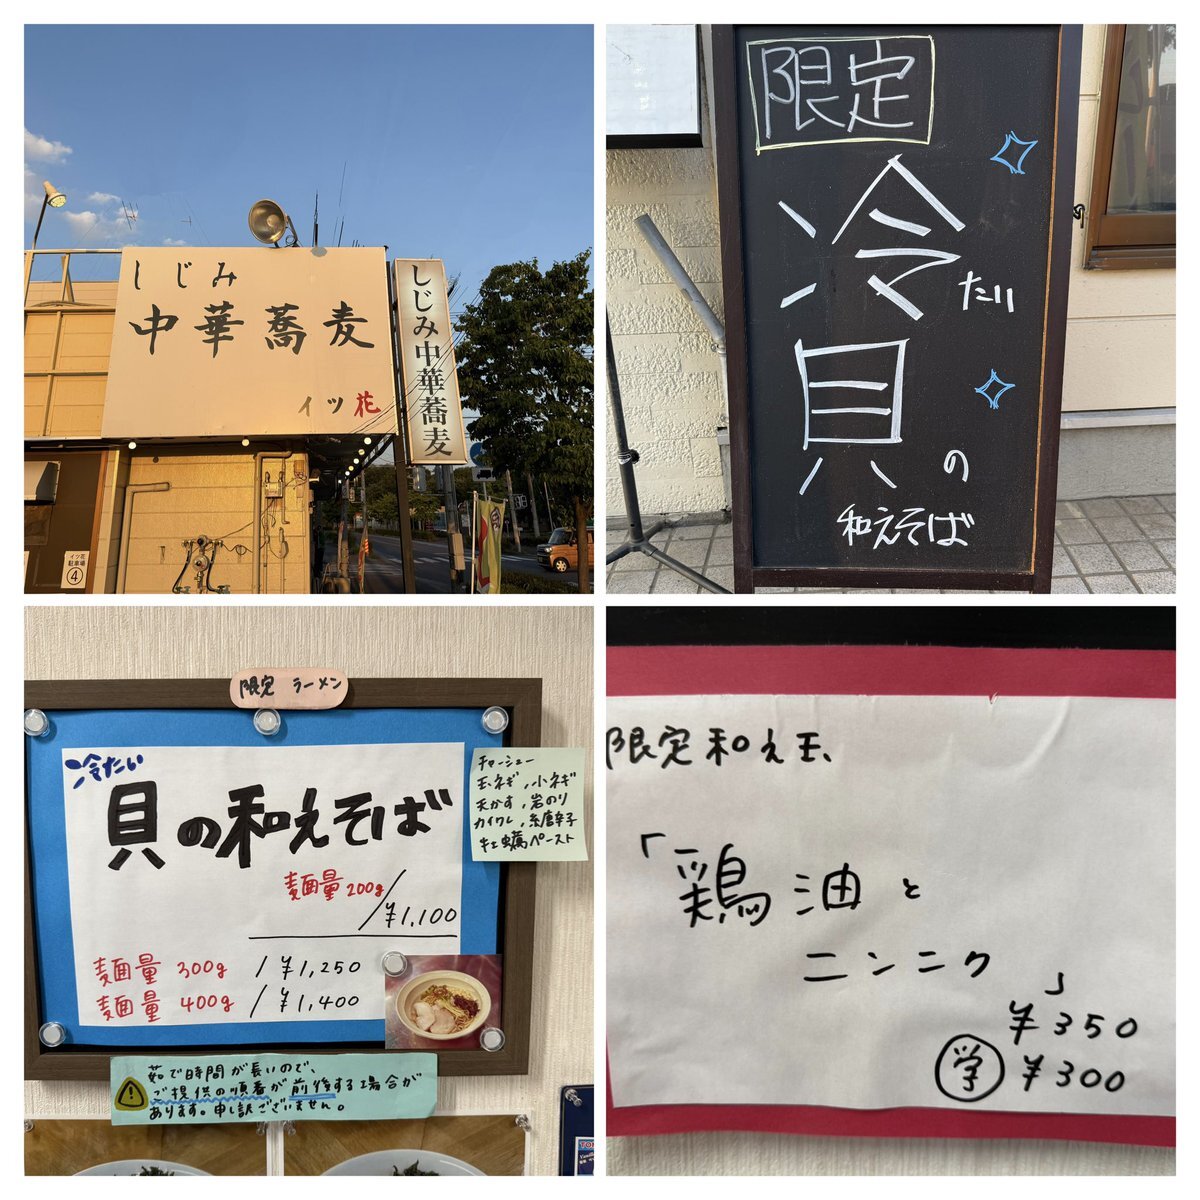 しじみ
中華蕎麦
イツ花
しじみ中華蕎麦
イツ花
駐車場
4
限定
冷たい
貝の
和えそば
限定 ラーメン
冷たい
貝の和えそば
麺量200g/¥1,100
麺量 300g /¥1,250
麺量 400g /¥1,400
チャーシュー
玉ネギ,小ネギ
天かす,岩のり
カイワレ,糸唐辛子
牡蠣ペースト
茹で時間が長いので、
ご提供の順番が前後する場合が
あります。申し訳ございません。
限定和え玉、
「鶏油と
ニンニク」
¥350
学 ¥300